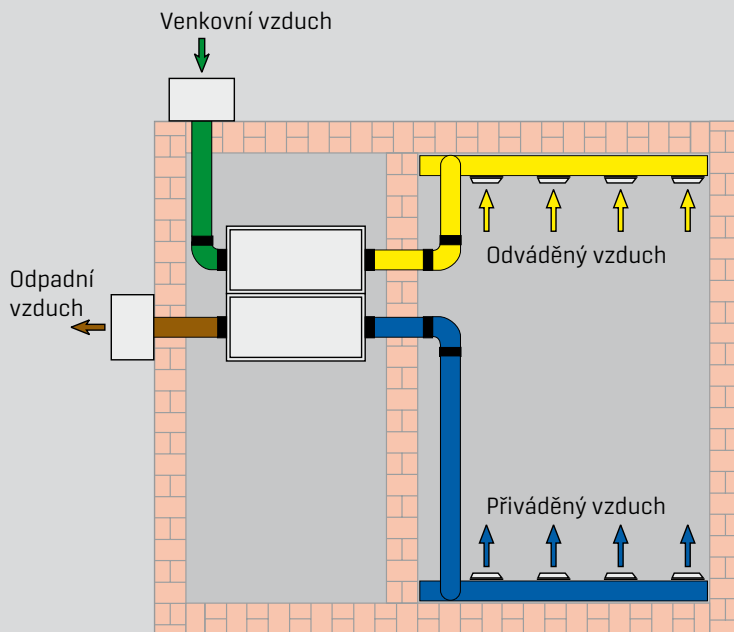 Venkovní vzduch
Odváděný vzduch
Odpadní
vzduch
Přiváděný vzduch